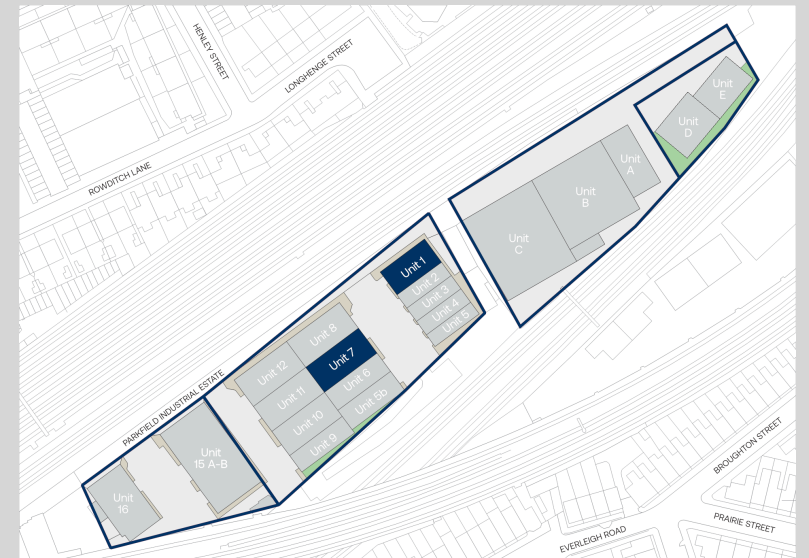 HENLEY STREET
LONGHENGE STREET
ROWDITCH LANE
Unit
E
Unit
D
Unit
A
Unit
B
Unit
C
Unit 1
Unit 2
Unit 3
Unit 4
Unit 5
Unit 8
Unit 7
Unit 6
Unit 5b
Unit 12
Unit 11
Unit 10
Unit 9
PARKFIELD INDUSTRIAL ESTATE
Unit
15 A-B
Unit
16
BROUGHTON STREET
PRAIRIE STREET
EVERLEIGH ROAD